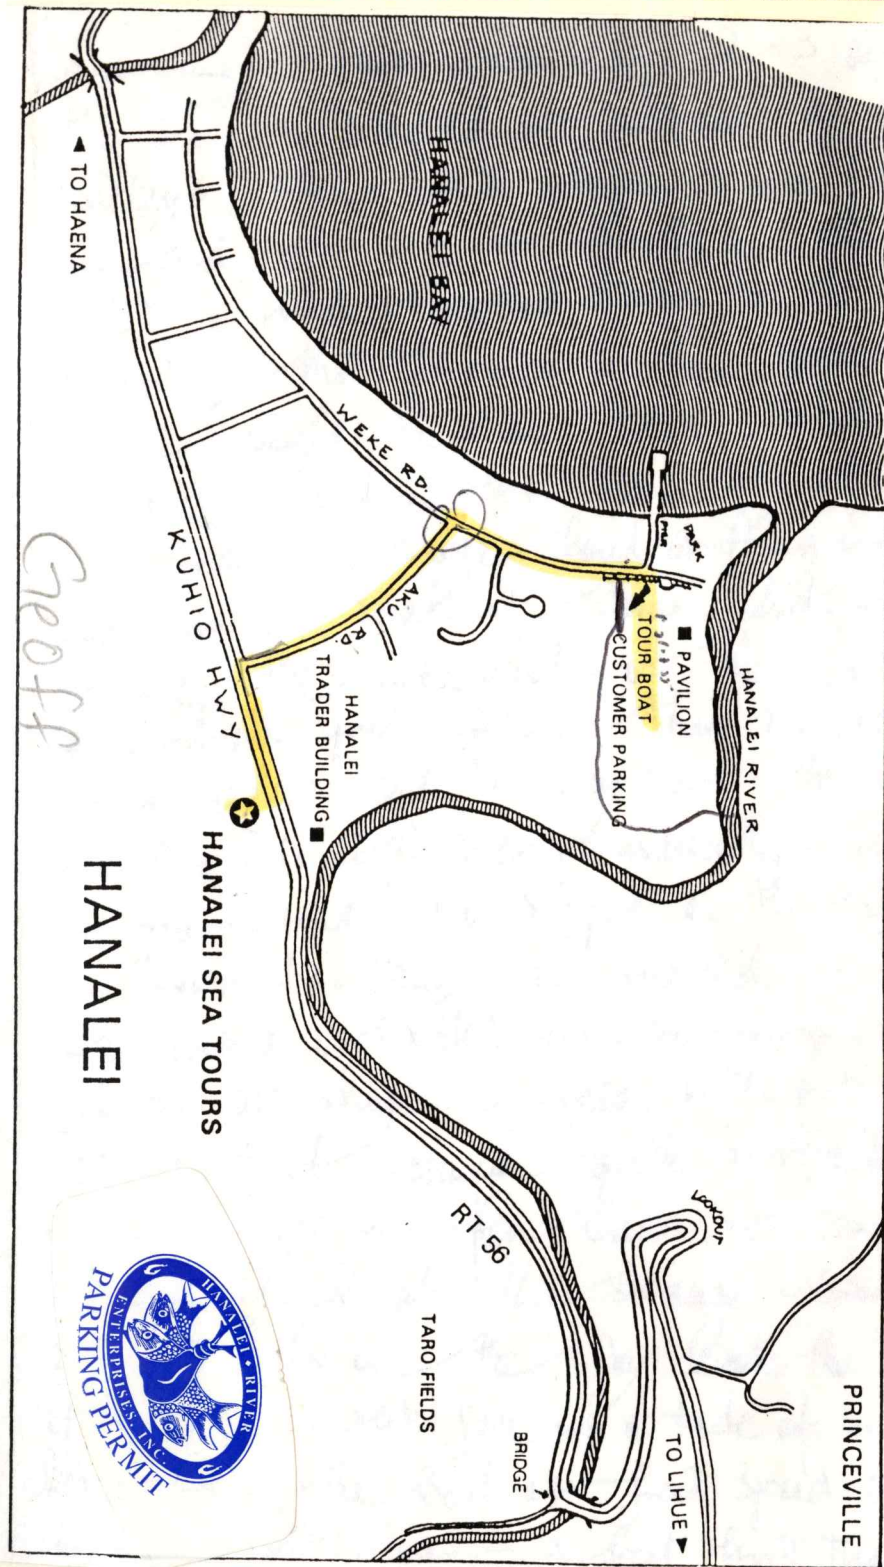 HANALEI BAY
◄ TO HAENA
WEKE RD.
KUHIO HWY
AKU RD.
PARK
PIER
TOUR BOAT
CUSTOMER PARKING
PAVILION
HANALEI RIVER
HANALEI
TRADER BUILDING
HANALEI SEA TOURS
HANALEI
Geoff
RT 56
LOOKOUT
TARO FIELDS
BRIDGE
TO LIHUE ►
PRINCEVILLE
HANALEI • RIVER
ENTERPRISES, INC.
PARKING PERMIT